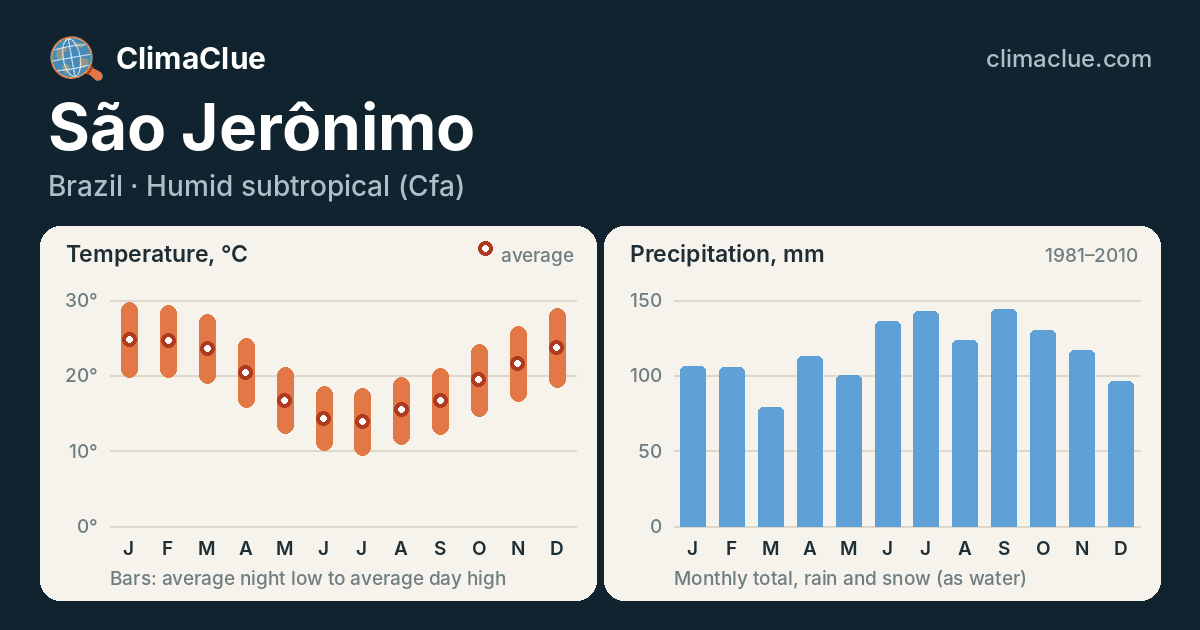 ClimaClue
climaclue.com
São Jerônimo
Brazil · Humid subtropical (Cfa)
Temperature, °C
average
30°
20°
10°
0°
J F M A M J J A S O N D
Bars: average night low to average day high
Precipitation, mm
1981–2010
150
100
50
0
J F M A M J J A S O N D
Monthly total, rain and snow (as water)